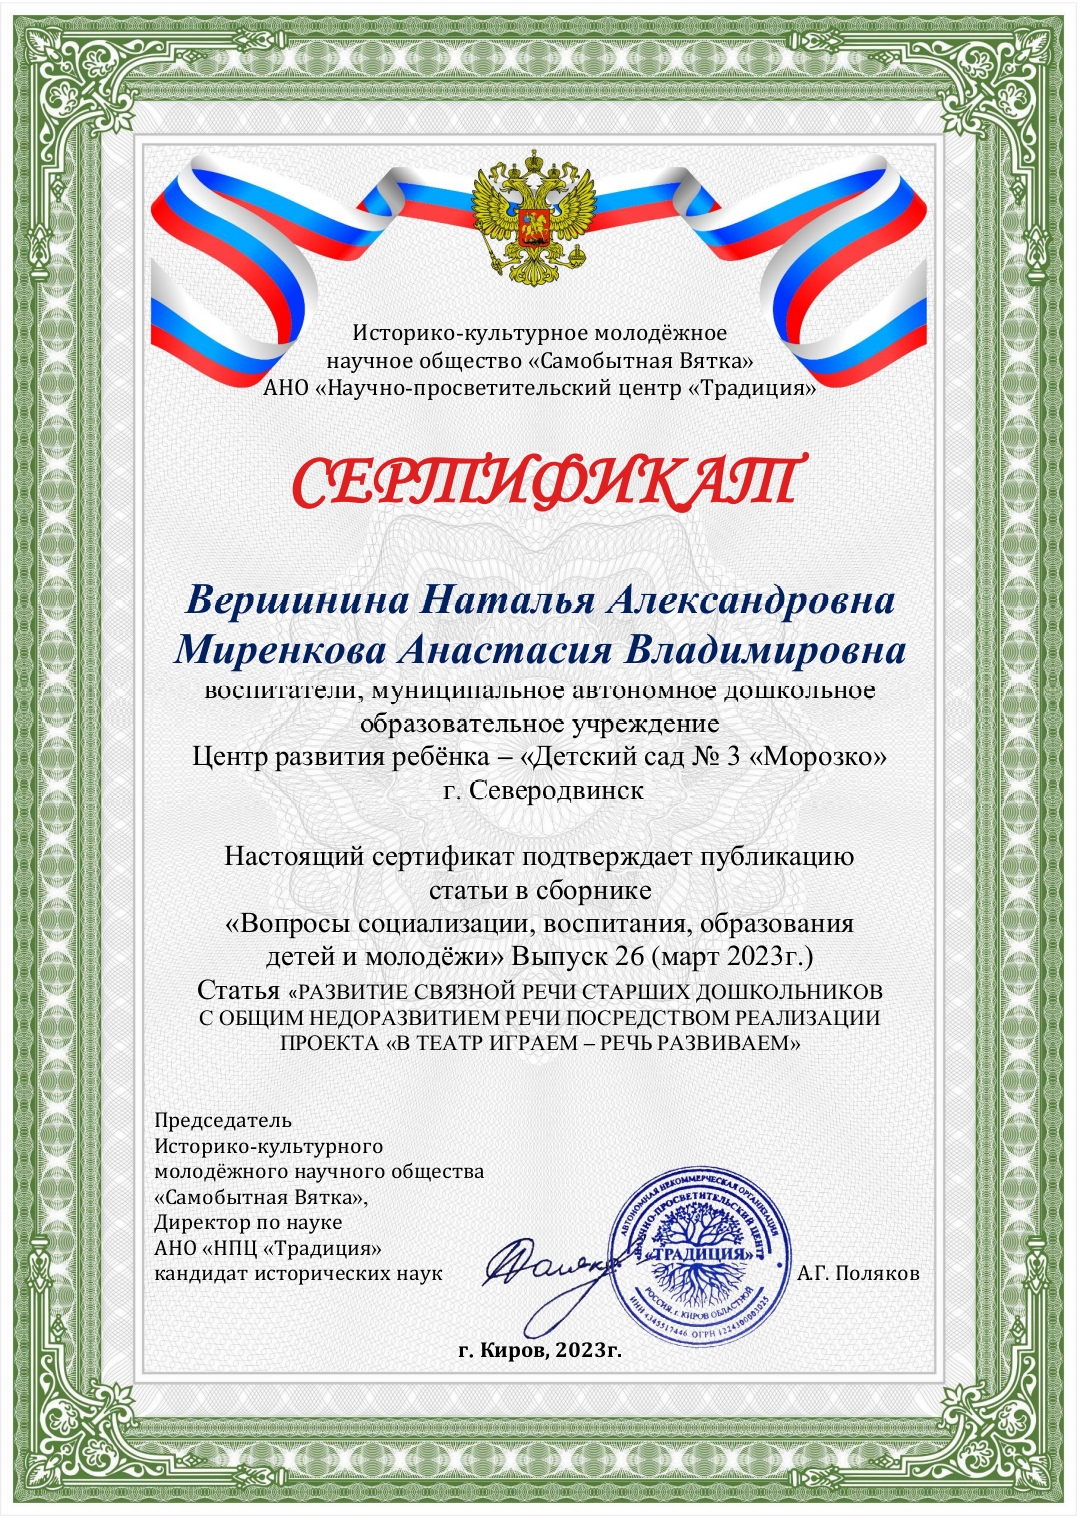 Историко-культурное молодёжное
научное общество «Самобытная Вятка»
АНО «Научно-просветительский центр «Традиция»
СЕРТИФИКАТ
Вершинина Наталья Александровна
Миренкова Анастасия Владимировна
воспитатели, муниципальное автономное дошкольное
образовательное учреждение
Центр развития ребёнка – «Детский сад № 3 «Морозко»
г. Северодвинск
Настоящий сертификат подтверждает публикацию
статьи в сборнике
«Вопросы социализации, воспитания, образования
детей и молодёжи» Выпуск 26 (март 2023г.)
Статья «РАЗВИТИЕ СВЯЗНОЙ РЕЧИ СТАРШИХ ДОШКОЛЬНИКОВ
С ОБЩИМ НЕДОРАЗВИТИЕМ РЕЧИ ПОСРЕДСТВОМ РЕАЛИЗАЦИИ
ПРОЕКТА «В ТЕАТР ИГРАЕМ – РЕЧЬ РАЗВИВАЕМ»
Председатель
Историко-культурного
молодёжного научного общества
«Самобытная Вятка»,
Директор по науке
АНО «НПЦ «Традиция»
кандидат исторических наук
АВТОНОМНАЯ НЕКОММЕРЧЕСКАЯ ОРГАНИЗАЦИЯ
НАУЧНО-ПРОСВЕТИТЕЛЬСКИЙ ЦЕНТР
«ТРАДИЦИЯ»
РОССИЯ, г. КИРОВ ОБЛАСТНОЙ
ИНН 4345517446 ОГРН 1224300003025
А.Г. Поляков
г. Киров, 2023г.